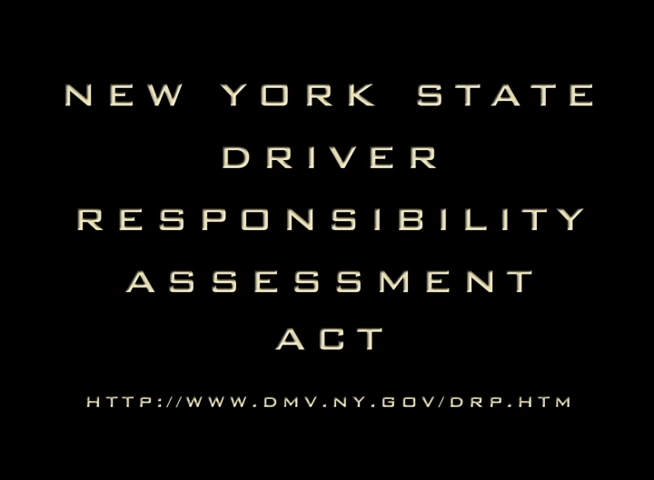 NEW YORK STATE
DRIVER
RESPONSIBILITY
ASSESSMENT
ACT
HTTP://WWW.DMV.NY.GOV/DRP.HTM